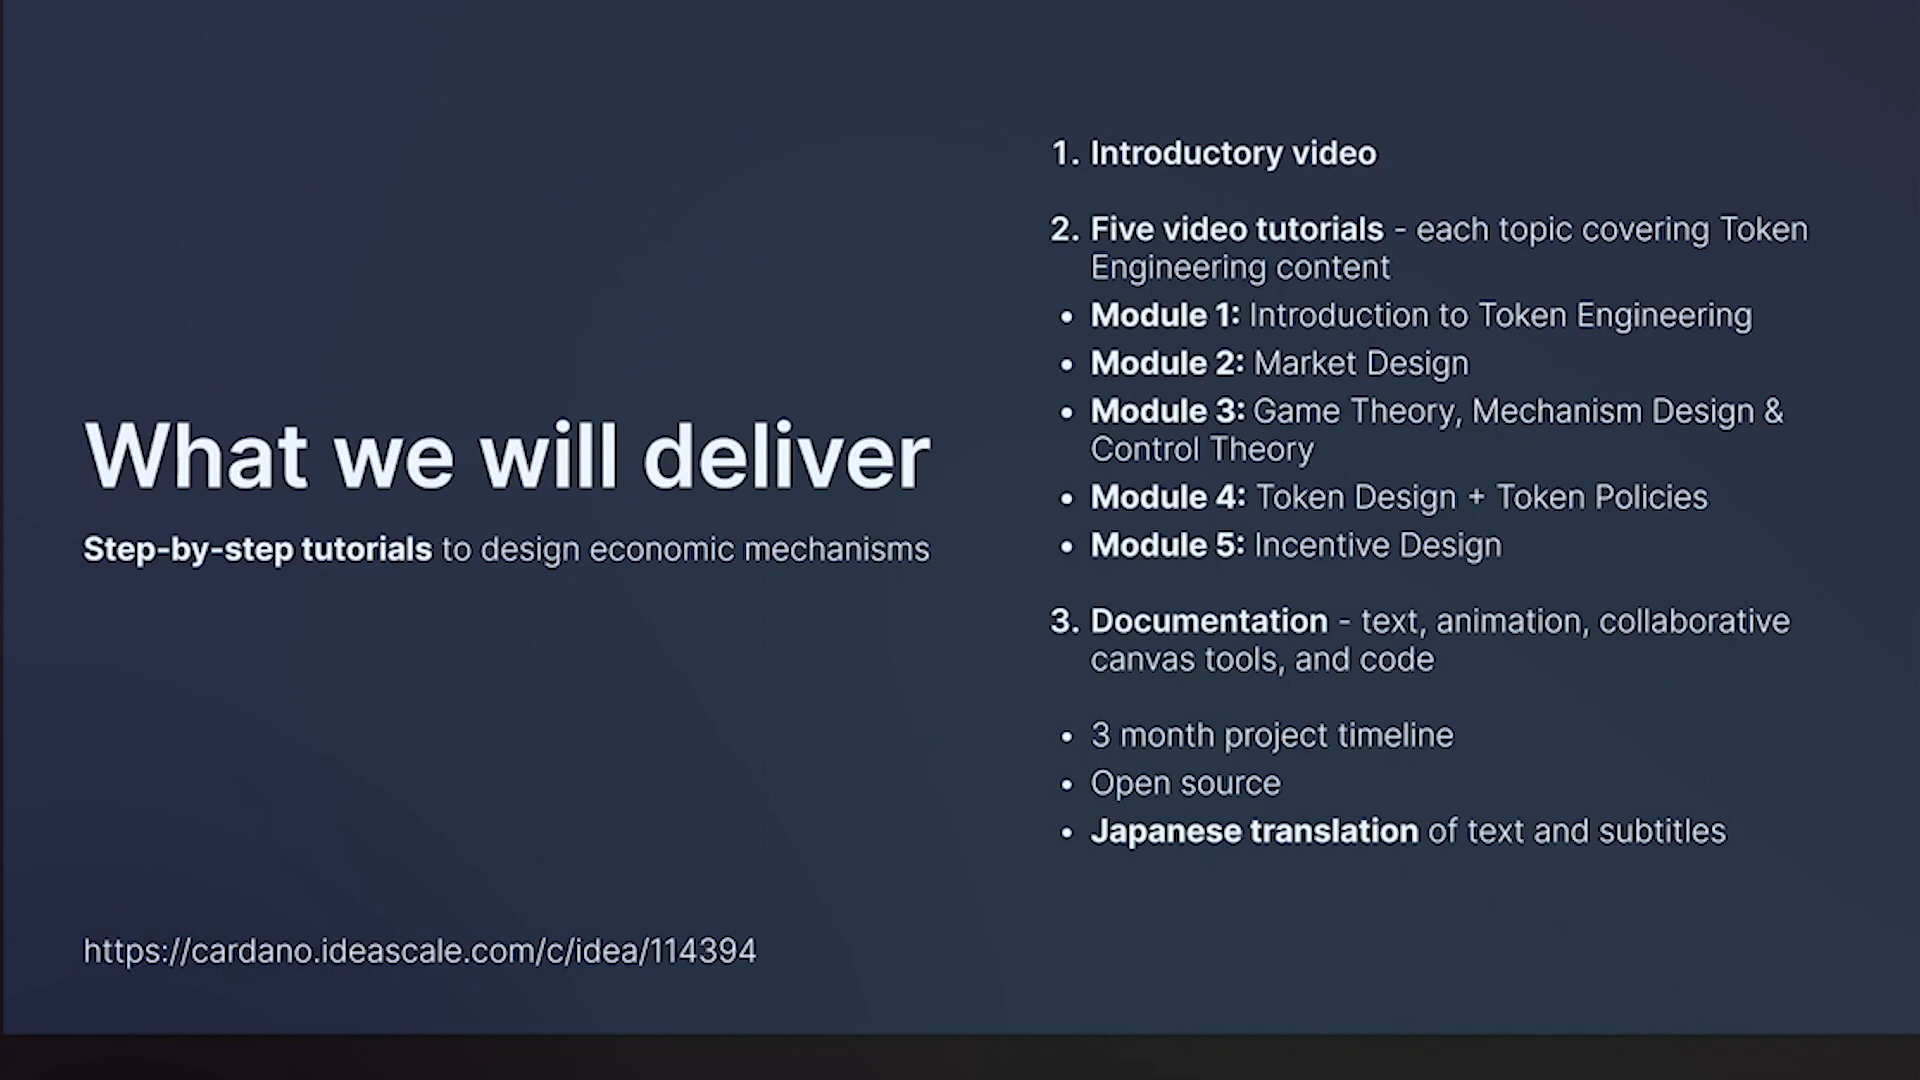 What we will deliver
Step-by-step tutorials to design economic mechanisms
https://cardano.ideascale.com/c/idea/114394
1. Introductory video
2. Five video tutorials - each topic covering Token
Engineering content
• Module 1: Introduction to Token Engineering
• Module 2: Market Design
• Module 3: Game Theory, Mechanism Design &
Control Theory
• Module 4: Token Design + Token Policies
• Module 5: Incentive Design
3. Documentation - text, animation, collaborative
canvas tools, and code
• 3 month project timeline
• Open source
• Japanese translation of text and subtitles